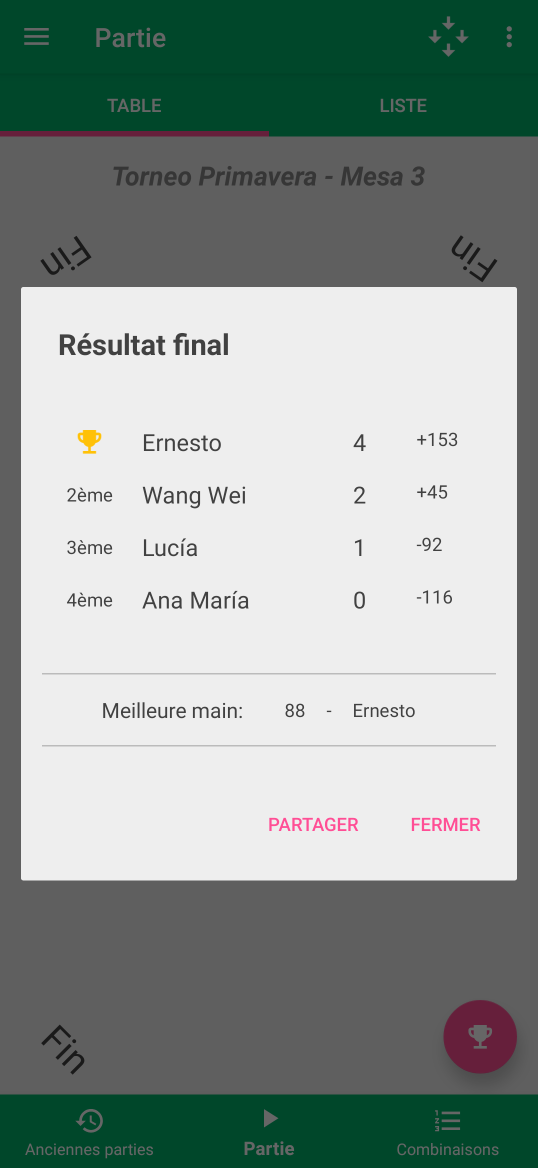 Partie
TABLE LISTE
Torneo Primavera - Mesa 3
Fin Fin
Résultat final
Ernesto 4 +153
2ème Wang Wei 2 +45
3ème Lucía 1 -92
4ème Ana María 0 -116
Meilleure main: 88 - Ernesto
PARTAGER FERMER
Fin
Anciennes parties Partie Combinaisons